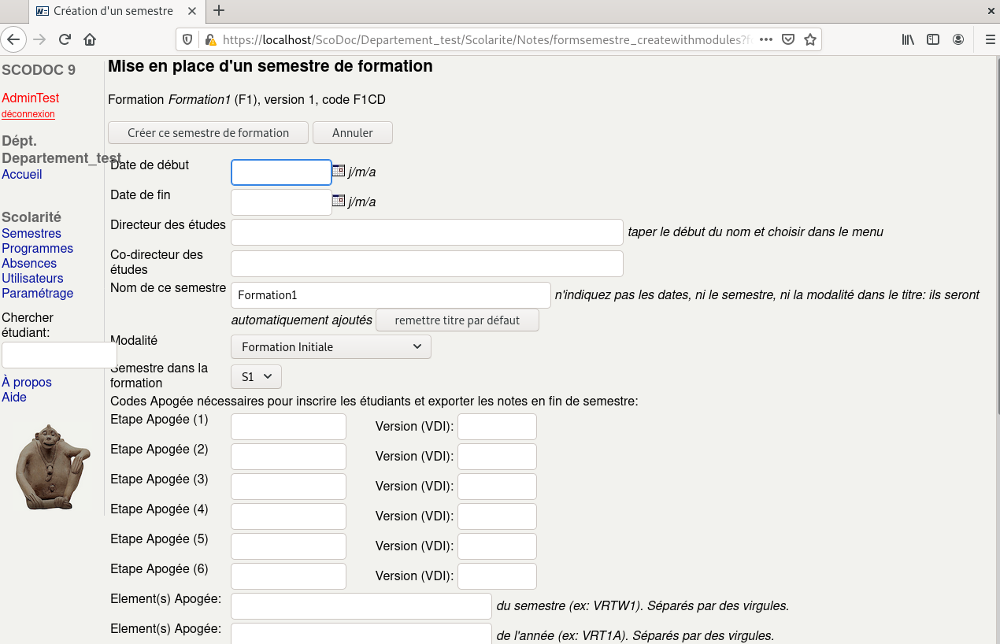 Création d'un semestre
https://localhost/ScoDoc/Departement_test/Scolarite/Notes/formsemestre_createwithmodules?f
SCODOC 9
AdminTest
déconnexion
Dépt.
Departement_test
Accueil
Scolarité
Semestres
Programmes
Absences
Utilisateurs
Paramétrage
Chercher
étudiant:
À propos
Aide
Mise en place d'un semestre de formation
Formation Formation1 (F1), version 1, code F1CD
Créer ce semestre de formation Annuler
Date de début j/m/a
Date de fin j/m/a
Directeur des études taper le début du nom et choisir dans le menu
Co-directeur des
études
Nom de ce semestre Formation1 n'indiquez pas les dates, ni le semestre, ni la modalité dans le titre: ils seront
automatiquement ajoutés remettre titre par défaut
Modalité Formation Initiale
Semestre dans la
formation S1
Codes Apogée nécessaires pour inscrire les étudiants et exporter les notes en fin de semestre:
Etape Apogée (1) Version (VDI):
Etape Apogée (2) Version (VDI):
Etape Apogée (3) Version (VDI):
Etape Apogée (4) Version (VDI):
Etape Apogée (5) Version (VDI):
Etape Apogée (6) Version (VDI):
Element(s) Apogée: du semestre (ex: VRTW1). Séparés par des virgules.
Element(s) Apogée: de l'année (ex: VRT1A). Séparés par des virgules.